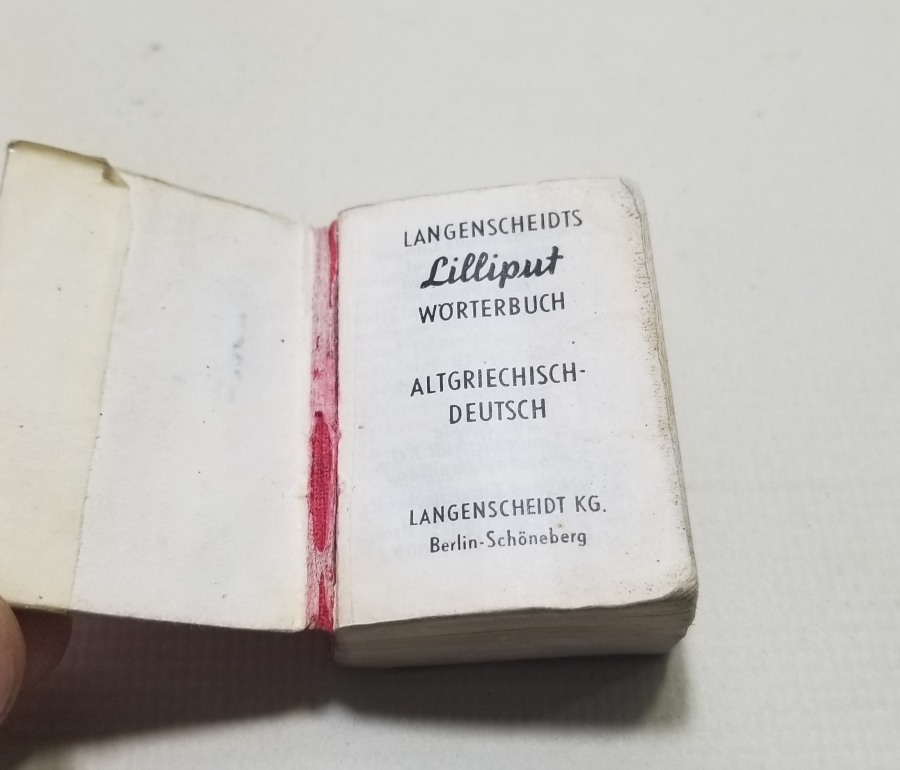 LANGENSCHEIDTS
Lilliput
WÖRTERBUCH
ALTGRIECHISCH-
DEUTSCH
LANGENSCHEIDT KG.
Berlin-Schöneberg